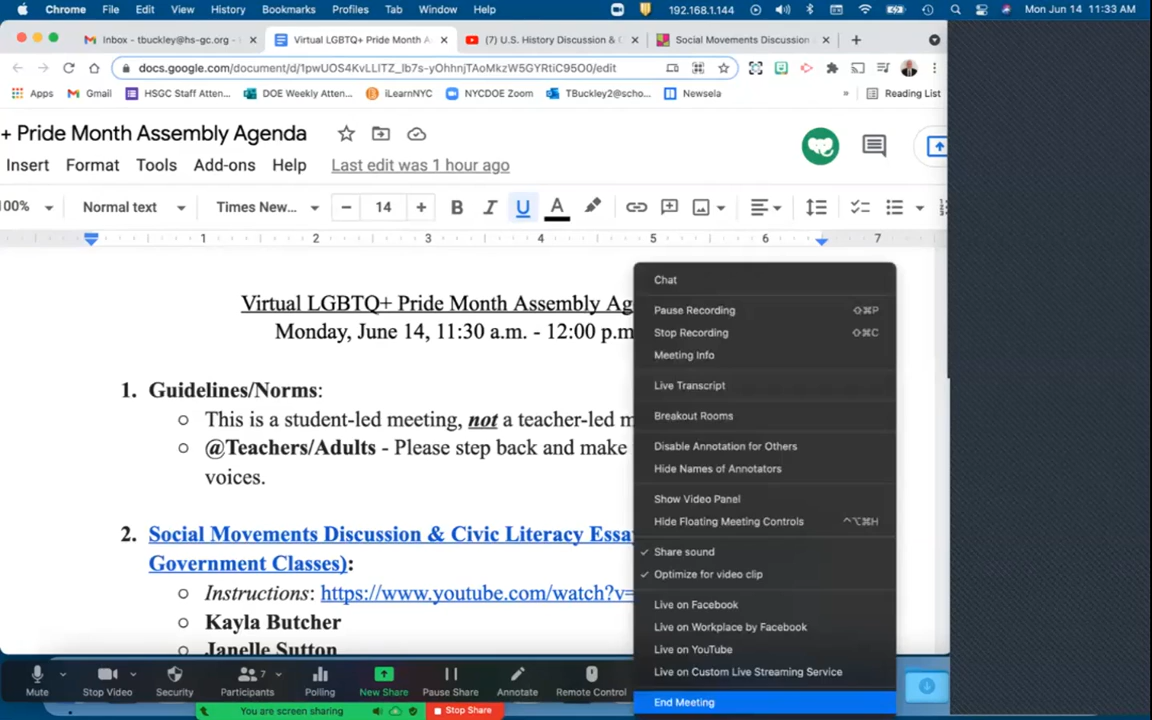 Chrome File Edit View History Bookmarks Profiles Tab Window Help 192.168.1.144 Mon Jun 14 11:33 AM
Inbox - tbuckley@hs-gc.org - Virtual LGBTQ+ Pride Month A (7) U.S. History Discussion & Social Movements Discussion
docs.google.com/document/d/1pwUOS4KvLLITZ_lb7s-yOhhnjTAoMkzW5GYRtiC95O0/edit
Apps Gmail HSGC Staff Atten... DOE Weekly Atten... iLearnNYC NYCDOE Zoom TBuckley2@scho... Newsela » Reading List
+ Pride Month Assembly Agenda
Insert Format Tools Add-ons Help Last edit was 1 hour ago
100% Normal text Times New... − 14 + B I U A
1 2 3 4 5 6 7
Virtual LGBTQ+ Pride Month Assembly Ag
Monday, June 14, 11:30 a.m. - 12:00 p.m
1. Guidelines/Norms:
○ This is a student-led meeting, not a teacher-led m
○ @Teachers/Adults - Please step back and make
voices.
2. Social Movements Discussion & Civic Literacy Essa
Government Classes):
○ Instructions: https://www.youtube.com/watch?v=
○ Kayla Butcher
Janelle Sutton
Chat
Pause Recording ⇧⌘P
Stop Recording ⇧⌘C
Meeting Info
Live Transcript
Breakout Rooms
Disable Annotation for Others
Hide Names of Annotators
Show Video Panel
Hide Floating Meeting Controls ^⌥⌘H
✓ Share sound
✓ Optimize for video clip
Live on Facebook
Live on Workplace by Facebook
Live on YouTube
Live on Custom Live Streaming Service
End Meeting
Mute Stop Video Security Participants 7 Polling New Share Pause Share Annotate Remote Control
You are screen sharing Stop Share